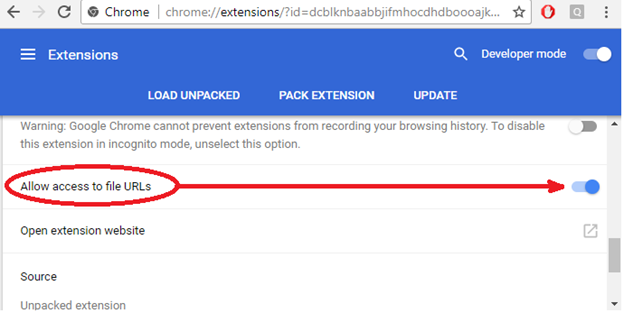 Chrome chrome://extensions/?id=dcblknbaabbjifmhocdhdboooajk...
Extensions Developer mode
LOAD UNPACKED PACK EXTENSION UPDATE
Warning: Google Chrome cannot prevent extensions from recording your browsing history. To disable
this extension in incognito mode, unselect this option.
Allow access to file URLs
Open extension website
Source
Unpacked extension